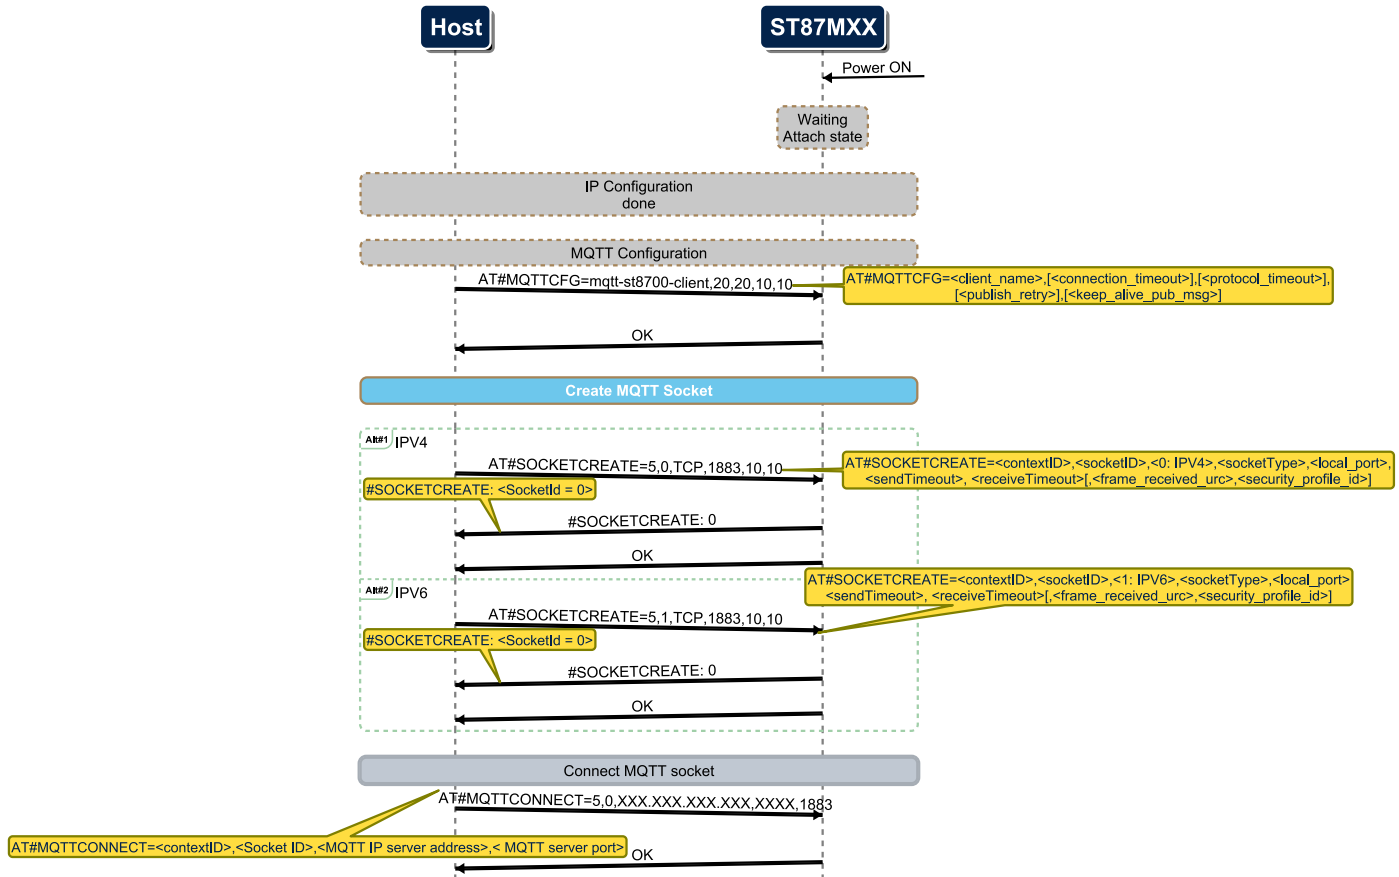 Host
ST87MXX
Power ON
Waiting
Attach state
IP Configuration
done
MQTT Configuration
AT#MQTTCFG=mqtt-st8700-client,20,20,10,10
AT#MQTTCFG=<client_name>,[<connection_timeout>],[<protocol_timeout>],
[<publish_retry>],[<keep_alive_pub_msg>]
OK
Create MQTT Socket
Alt#1
IPV4
AT#SOCKETCREATE=5,0,TCP,1883,10,10
AT#SOCKETCREATE=<contextID>,<socketID>,<0: IPV4>,<socketType>,<local_port>,
<sendTimeout>, <receiveTimeout>[,<frame_received_urc>,<security_profile_id>]
#SOCKETCREATE: <SocketId = 0>
#SOCKETCREATE: 0
OK
Alt#2
IPV6
AT#SOCKETCREATE=<contextID>,<socketID>,<1: IPV6>,<socketType>,<local_port>
<sendTimeout>, <receiveTimeout>[,<frame_received_urc>,<security_profile_id>]
AT#SOCKETCREATE=5,1,TCP,1883,10,10
#SOCKETCREATE: <SocketId = 0>
#SOCKETCREATE: 0
OK
Connect MQTT socket
AT#MQTTCONNECT=5,0,XXX.XXX.XXX.XXX,XXXX,1883
AT#MQTTCONNECT=<contextID>,<Socket ID>,<MQTT IP server address>,< MQTT server port>
OK